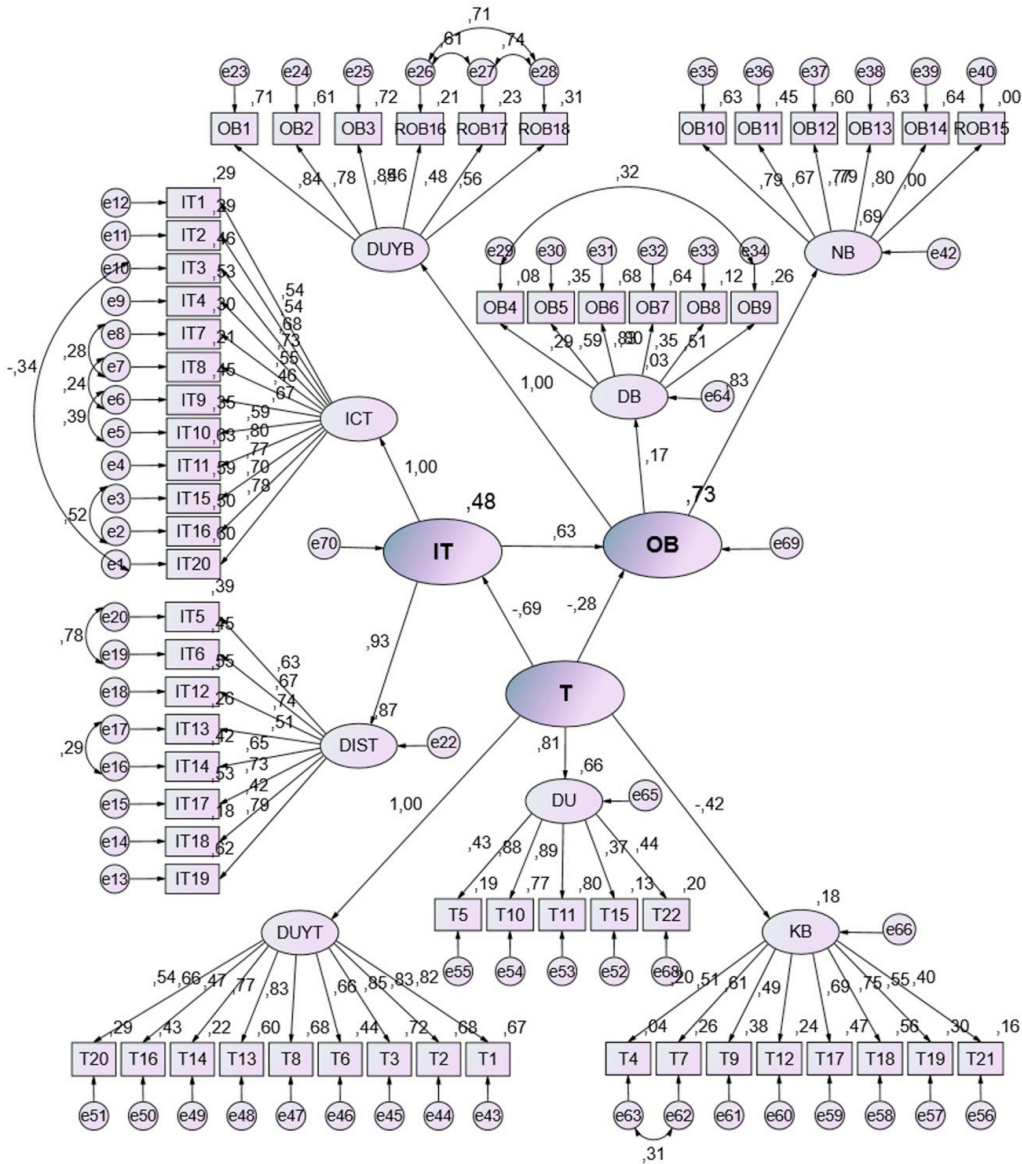 ,71
,61 ,74
e23 e24 e25 e26 e27 e28 e35 e36 e37 e38 e39 e40
,71 ,61 ,72 ,21 ,23 ,31 ,63 ,45 ,60 ,63 ,64 ,00
OB1 OB2 OB3 ROB16 ROB17 ROB18 OB10 OB11 OB12 OB13 OB14 ROB15
,84 ,78 ,85 ,46 ,48 ,56 ,79 ,67 ,77 ,79 ,80 ,00
,32
,69
DUYB NB e42
e29 e30 e31 e32 e33 e34
,08 ,35 ,68 ,64 ,12 ,26
OB4 OB5 OB6 OB7 OB8 OB9
,29 ,59 ,83 ,80 ,35 ,51
,03
DB e64
1,00 ,83
,17
,29
e12 IT1 ,29
e11 IT2 ,46
e10 IT3 ,53
e9 IT4 ,30
e8 IT7 ,21
e7 IT8 ,45
e6 IT9 ,35
e5 IT10 ,63
e4 IT11 ,59
e3 IT15 ,50
e2 IT16 ,60
e1 IT20
-,34
,28
,24
,39
,52
,54
,54
,68
,73
,55
,46
,67
,59
,80
,77
,70
,78
ICT
1,00
,48 ,73
e70 IT ,63 OB e69
-,69 -,28
,93
T
,39
e20 IT5 ,45
e19 IT6 ,55
e18 IT12 ,26
e17 IT13 ,42
e16 IT14 ,53
e15 IT17 ,18
e14 IT18 ,62
e13 IT19
,78
,29
,63
,67
,74
,51
,65
,73
,42
,79
,87
DIST e22
,81
,66
DU e65
1,00 -,42
,43 ,88 ,89 ,37 ,44
,19 ,77 ,80 ,13 ,20
T5 T10 T11 T15 T22
e55 e54 e53 e52 e68
DUYT
,18
KB e66
,54 ,66 ,47 ,77 ,83 ,66 ,85 ,83 ,82
,20 ,51 ,61 ,49 ,69 ,75 ,55 ,40
,29 ,43 ,22 ,60 ,68 ,44 ,72 ,68 ,67
,04 ,26 ,38 ,24 ,47 ,56 ,30 ,16
T20 T16 T14 T13 T8 T6 T3 T2 T1
T4 T7 T9 T12 T17 T18 T19 T21
e51 e50 e49 e48 e47 e46 e45 e44 e43
e63 e62 e61 e60 e59 e58 e57 e56
,31